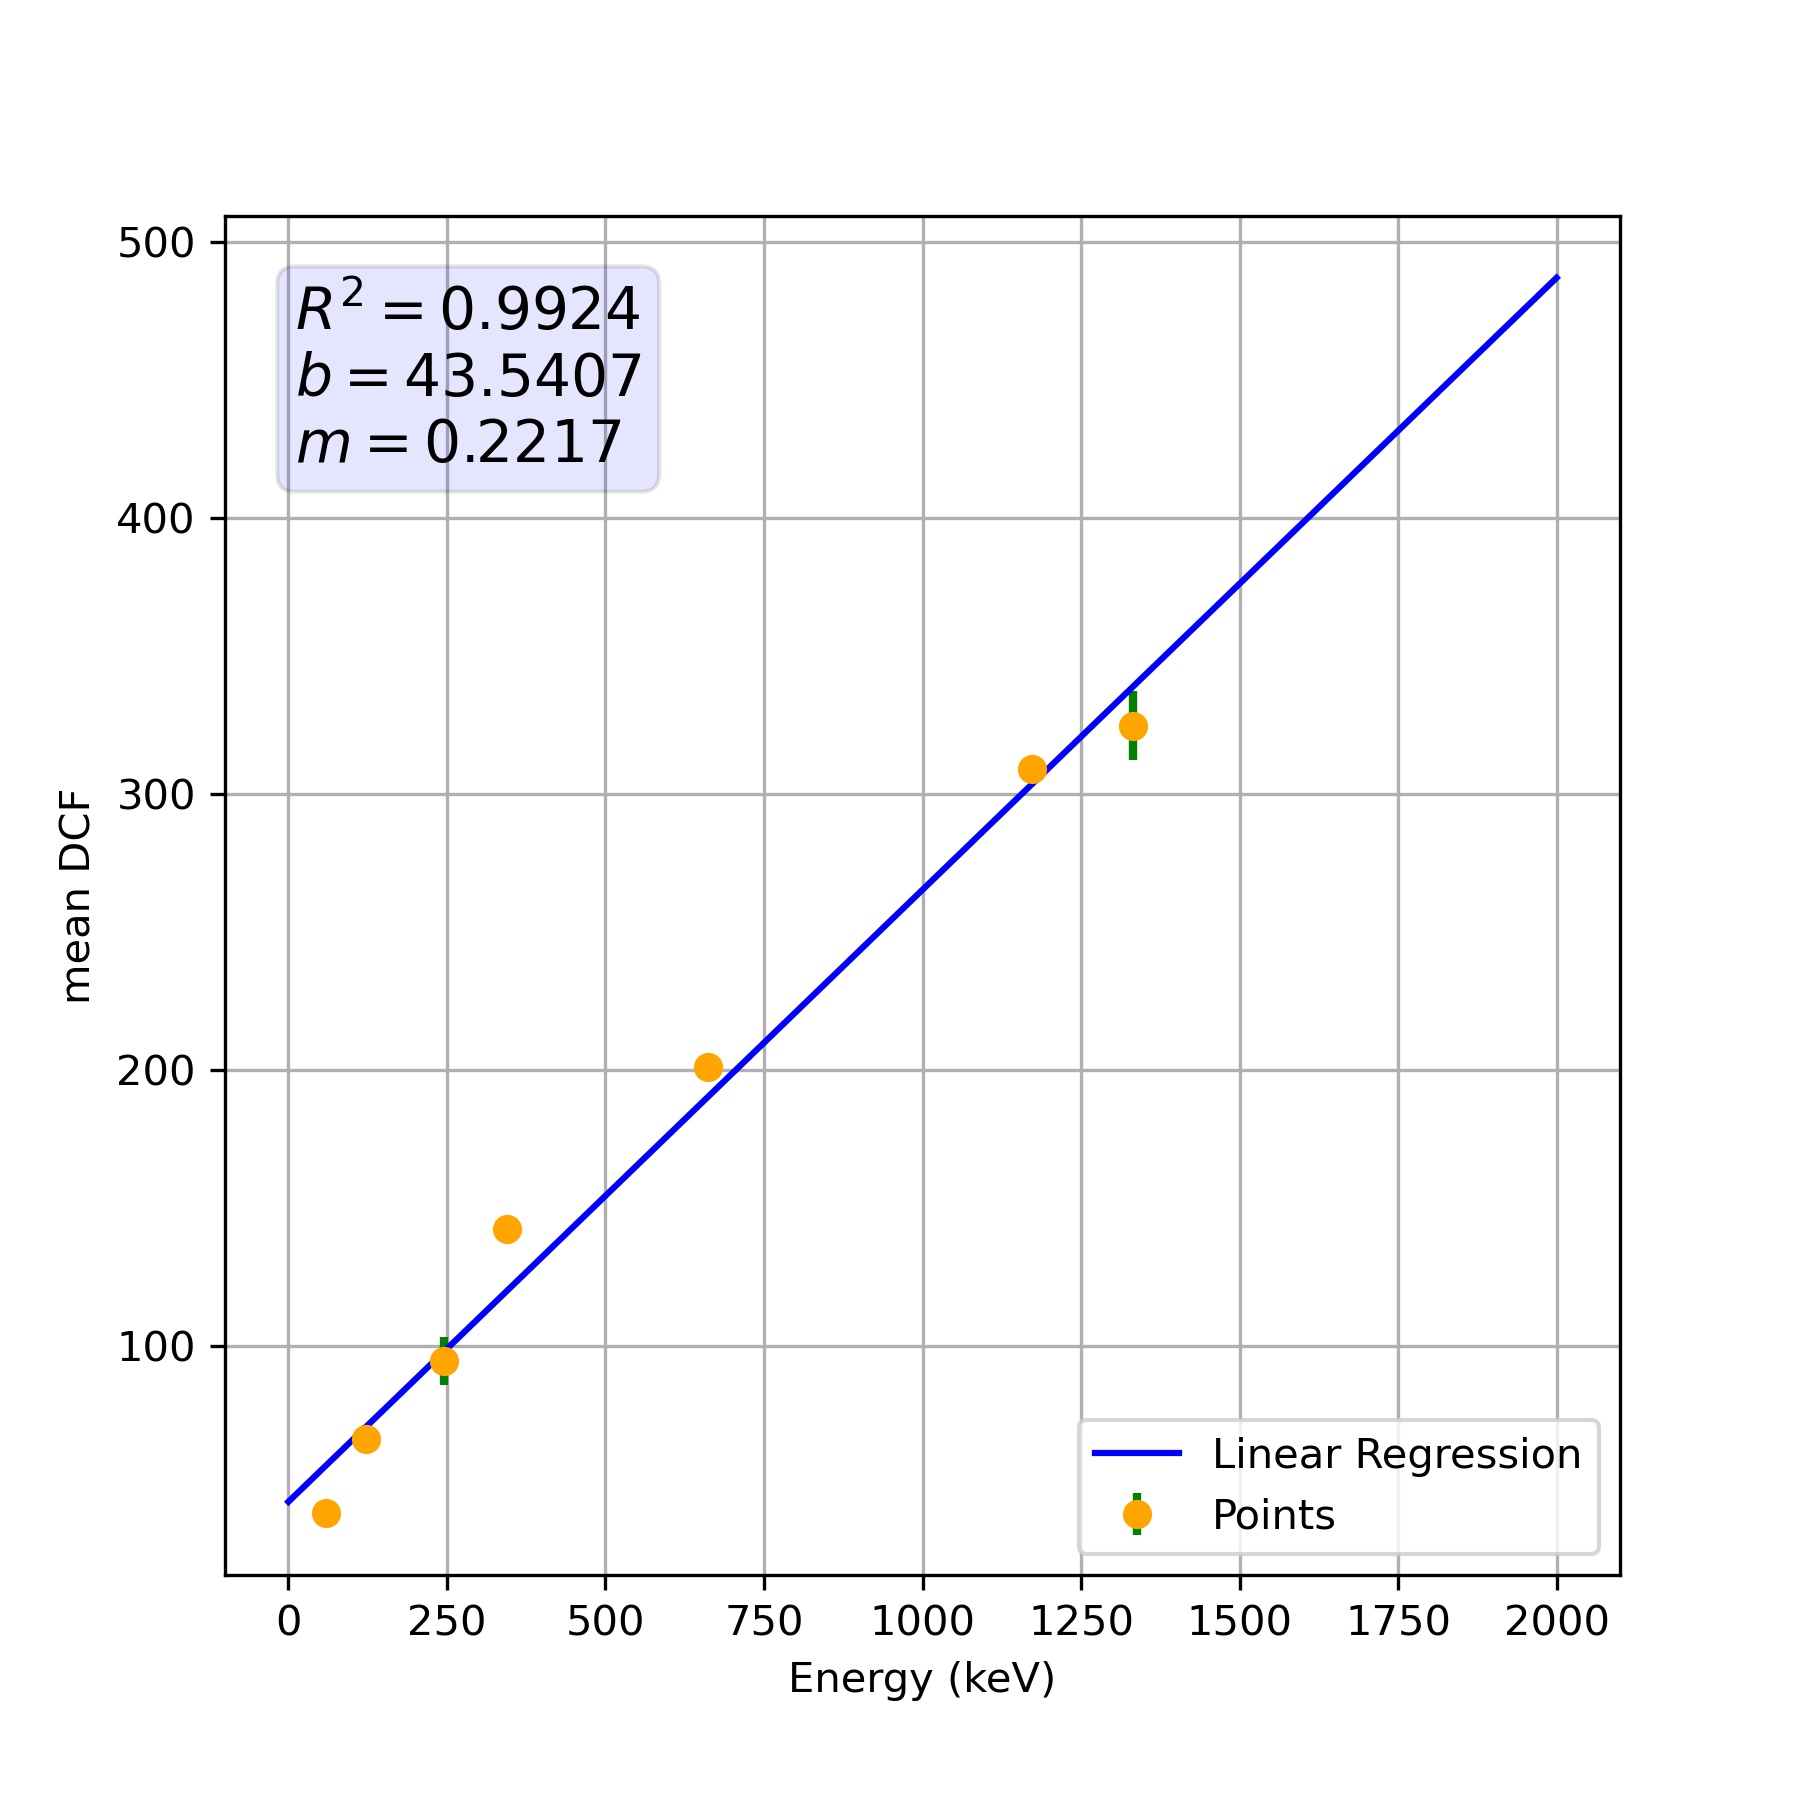 500
400
300
200
100
mean DCF
R² = 0.9924
b = 43.5407
m = 0.2217
Linear Regression
Points
0 250 500 750 1000 1250 1500 1750 2000
Energy (keV)